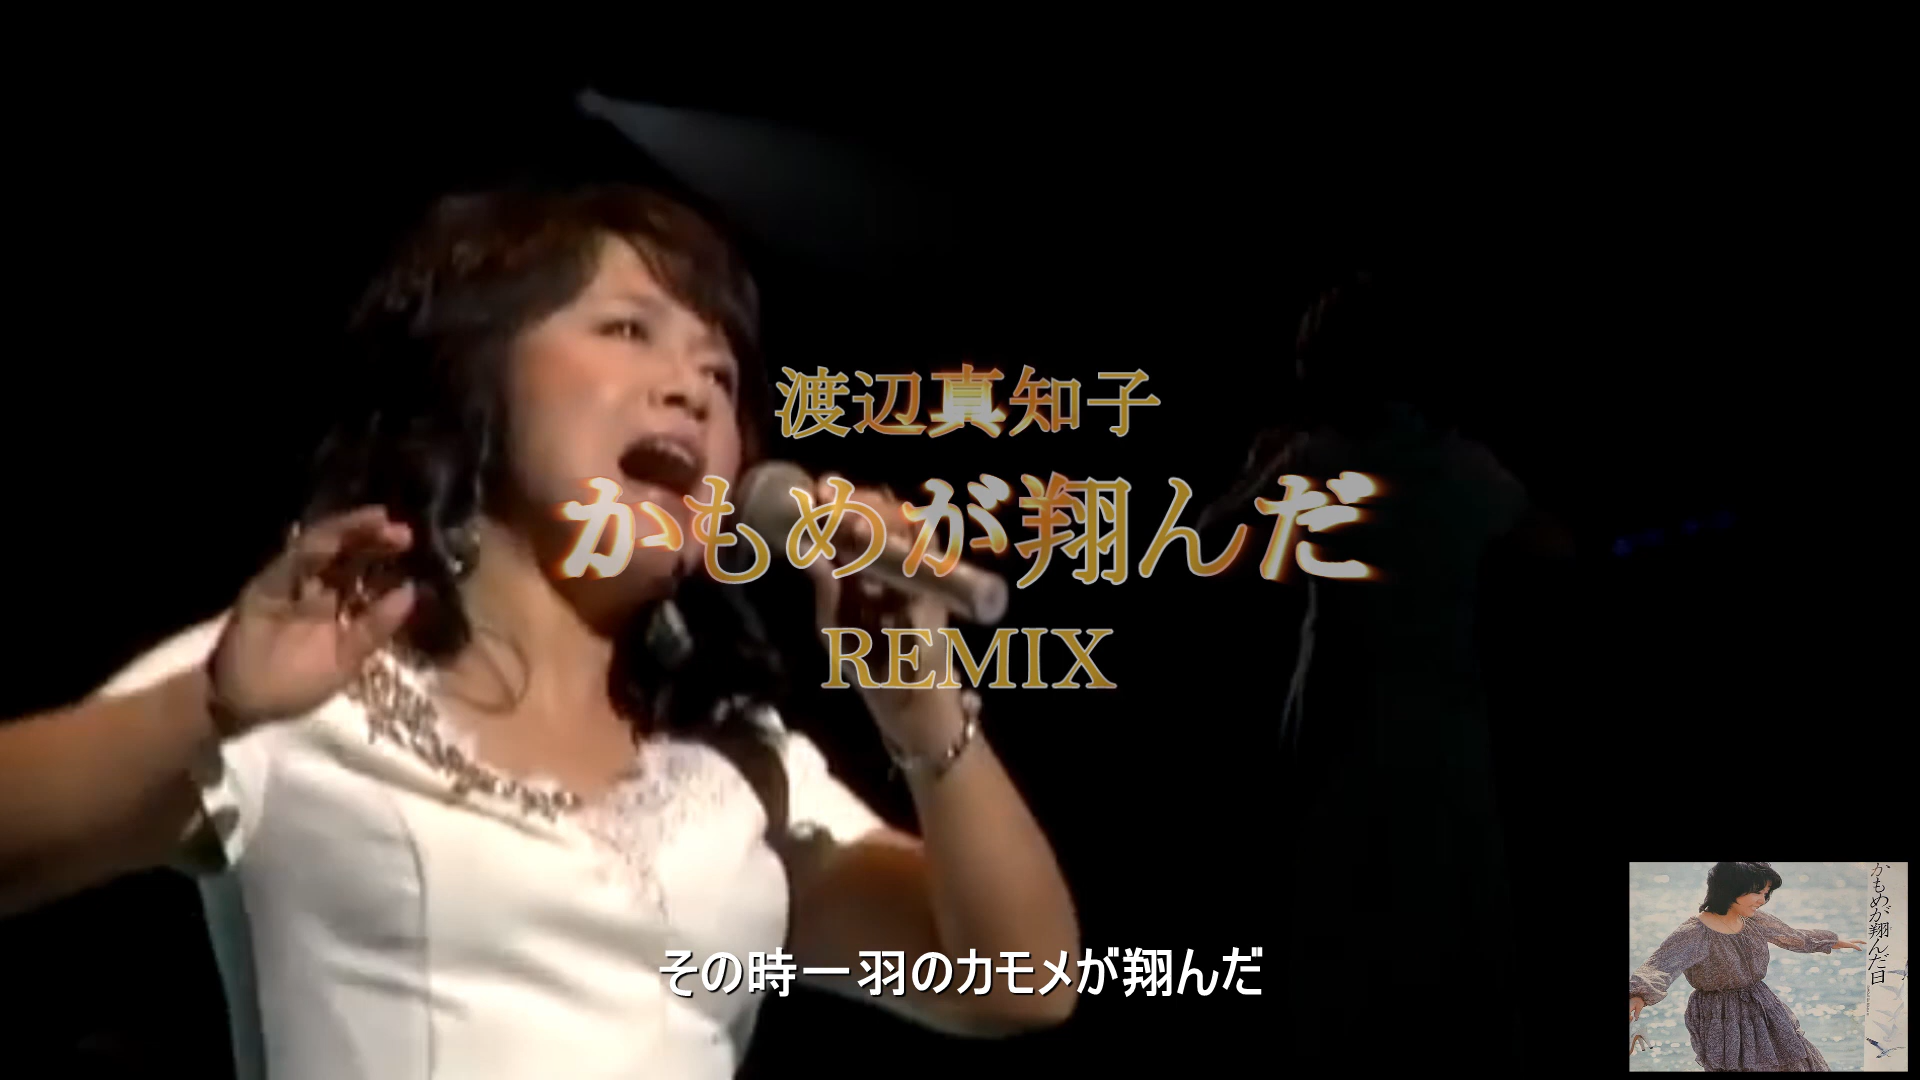 渡辺真知子
かもめが翔んだ
REMIX
その時一羽のカモメが翔んだ
かもめが翔んだ日